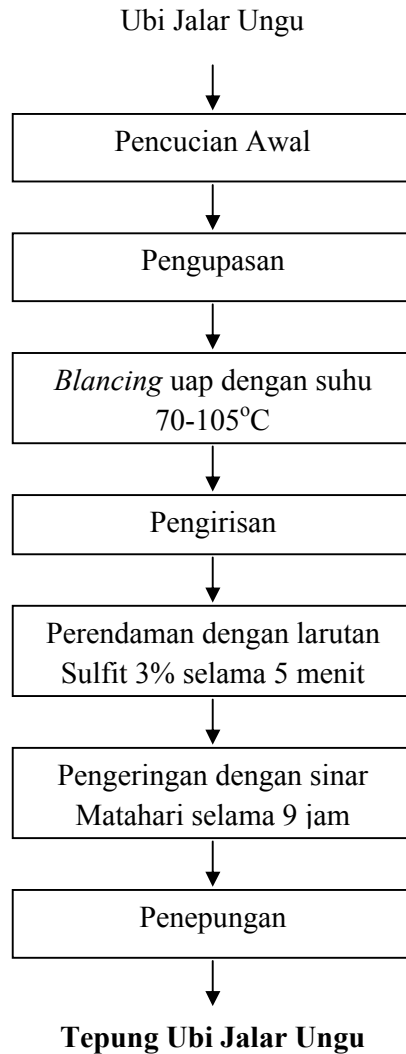 Ubi Jalar Ungu
Pencucian Awal
Pengupasan
Blancing uap dengan suhu
70-105°C
Pengirisan
Perendaman dengan larutan
Sulfit 3% selama 5 menit
Pengeringan dengan sinar
Matahari selama 9 jam
Penepungan
Tepung Ubi Jalar Ungu